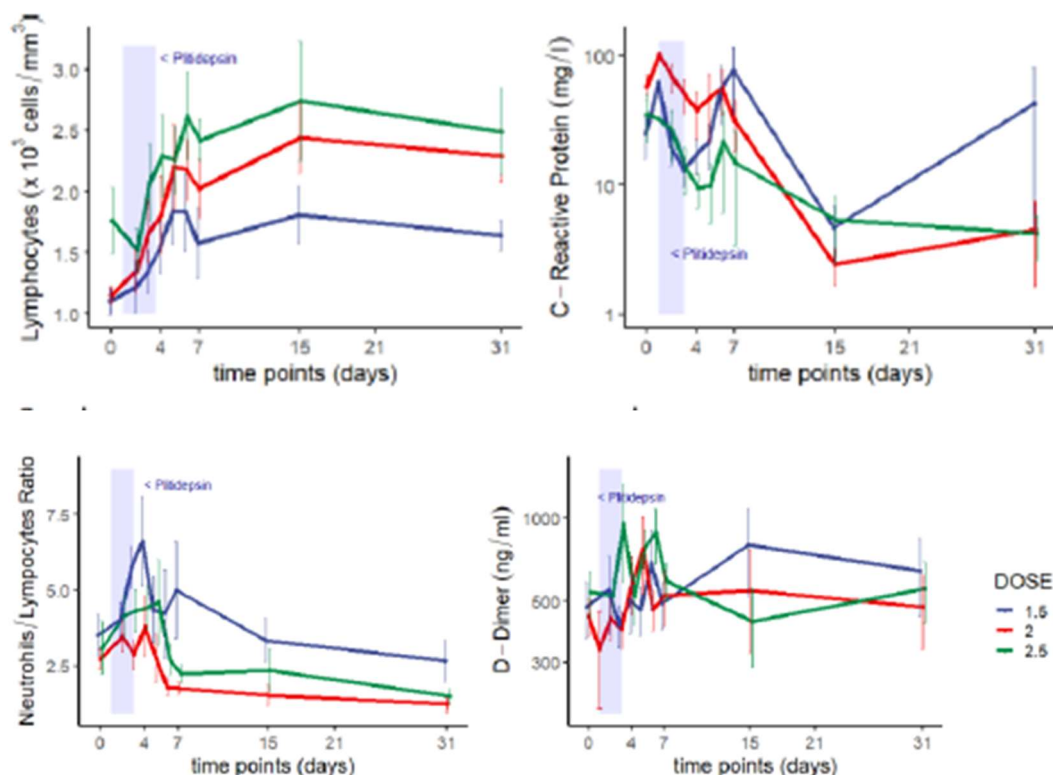 Lymphocytes (x 10³ cells/mm³)
3.0
2.5
2.0
1.5
1.0
< Plitidepsin
0 4 7 15 21 31
time points (days)
C-Reactive Protein (mg/l)
100
10
1
< Plitidepsin
0 4 7 15 21 31
time points (days)
Neutrohils/Lympocytes Ratio
7.5
5.0
2.5
< Plitidepsin
0 4 7 15 21 31
time points (days)
D-Dimer (ng/ml)
1000
500
300
< Plitidepsin
0 4 7 15 21 31
time points (days)
DOSE
1.5
2
2.5